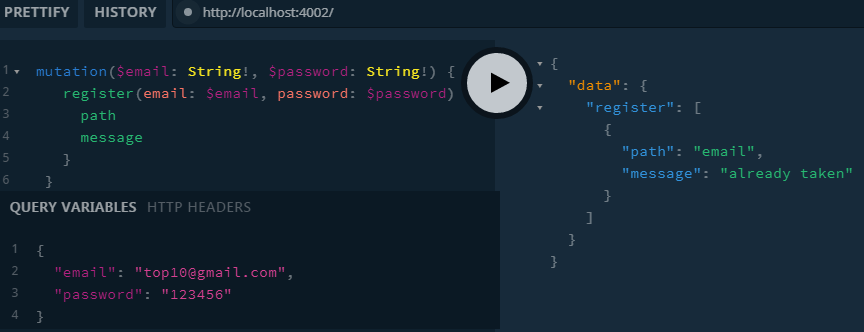 PRETTIFY HISTORY http://localhost:4002/
1 mutation($email: String!, $password: String!) {
2 register(email: $email, password: $password)
3 path
4 message
5 }
6 }
QUERY VARIABLES HTTP HEADERS
1 {
2 "email": "top10@gmail.com",
3 "password": "123456"
4 }
{
"data": {
"register": [
{
"path": "email",
"message": "already taken"
}
]
}
}